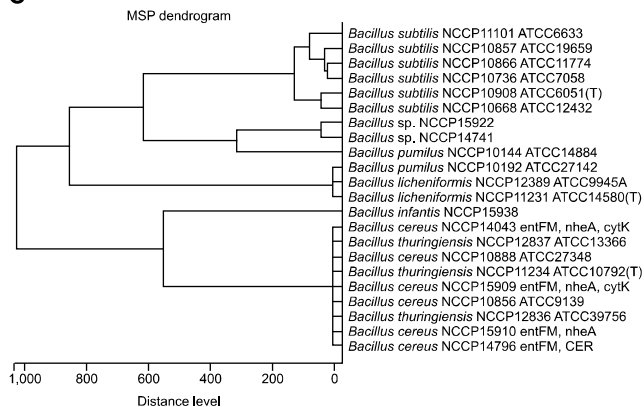 MSP dendrogram
Bacillus subtilis NCCP11101 ATCC6633
Bacillus subtilis NCCP10857 ATCC19659
Bacillus subtilis NCCP10866 ATCC11774
Bacillus subtilis NCCP10736 ATCC7058
Bacillus subtilis NCCP10908 ATCC6051(T)
Bacillus subtilis NCCP10668 ATCC12432
Bacillus sp. NCCP15922
Bacillus sp. NCCP14741
Bacillus pumilus NCCP10144 ATCC14884
Bacillus pumilus NCCP10192 ATCC27142
Bacillus licheniformis NCCP12389 ATCC9945A
Bacillus licheniformis NCCP11231 ATCC14580(T)
Bacillus infantis NCCP15938
Bacillus cereus NCCP14043 entFM, nheA, cytK
Bacillus thuringiensis NCCP12837 ATCC13366
Bacillus cereus NCCP10888 ATCC27348
Bacillus thuringiensis NCCP11234 ATCC10792(T)
Bacillus cereus NCCP15909 entFM, nheA, cytK
Bacillus cereus NCCP10856 ATCC9139
Bacillus thuringiensis NCCP12836 ATCC39756
Bacillus cereus NCCP15910 entFM, nheA
Bacillus cereus NCCP14796 entFM, CER
1,000 800 600 400 200 0
Distance level